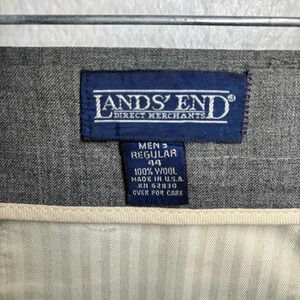 LANDS' END®
DIRECT MERCHANTS
MEN'S
REGULAR
44
100% WOOL
MADE IN U.S.A
RN 62830
OVER FOR CARE